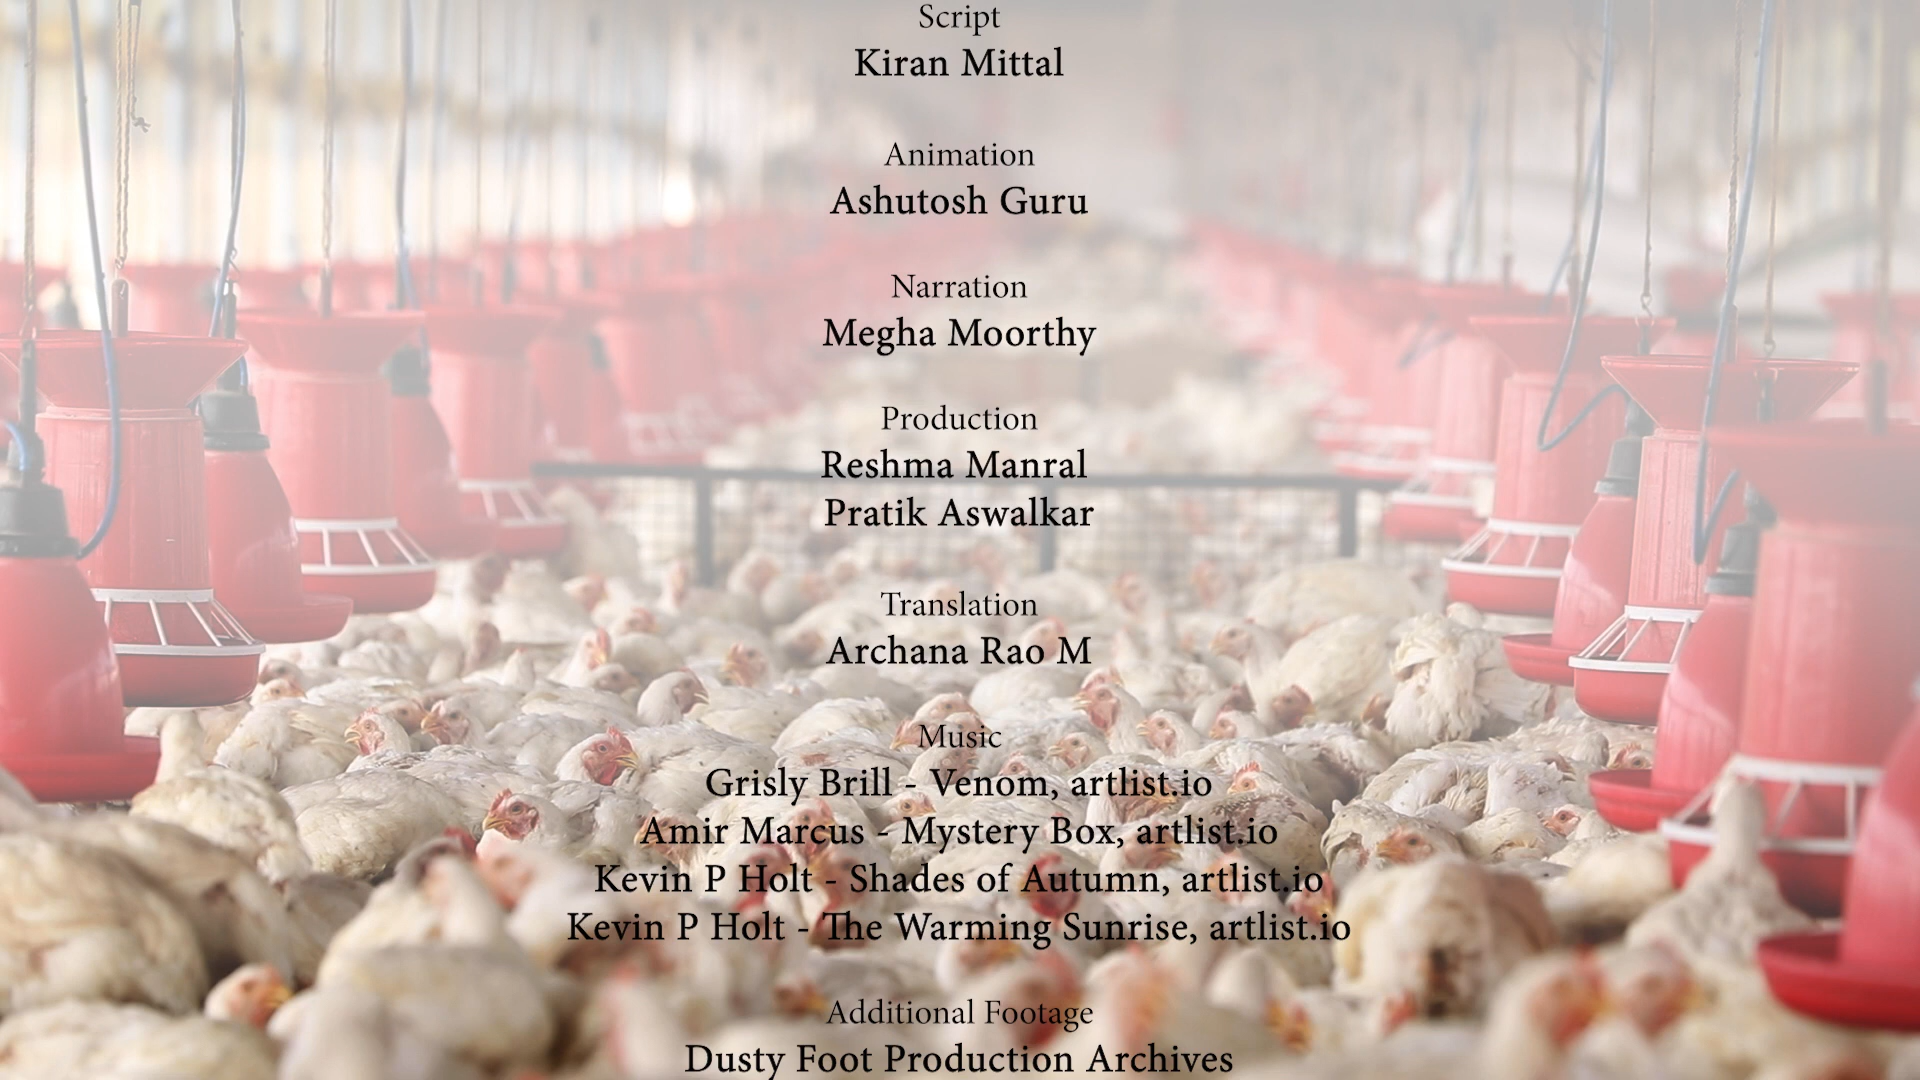 Script
Kiran Mittal
Animation
Ashutosh Guru
Narration
Megha Moorthy
Production
Reshma Manral
Pratik Aswalkar
Translation
Archana Rao M
Music
Grisly Brill - Venom, artlist.io
Amir Marcus - Mystery Box, artlist.io
Kevin P Holt - Shades of Autumn, artlist.io
Kevin P Holt - The Warming Sunrise, artlist.io
Additional Footage
Dusty Foot Production Archives